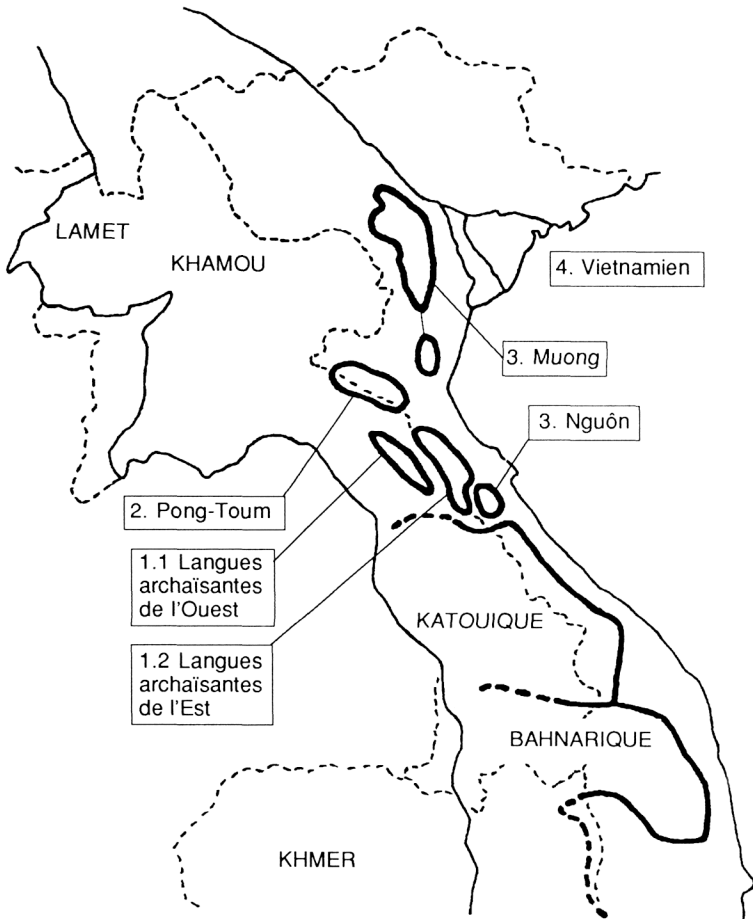 LAMET
KHAMOU
4. Vietnamien
3. Muong
3. Nguôn
2. Pong-Toum
1.1 Langues
archaïsantes
de l'Ouest
KATOUIQUE
1.2 Langues
archaïsantes
de l'Est
BAHNARIQUE
KHMER